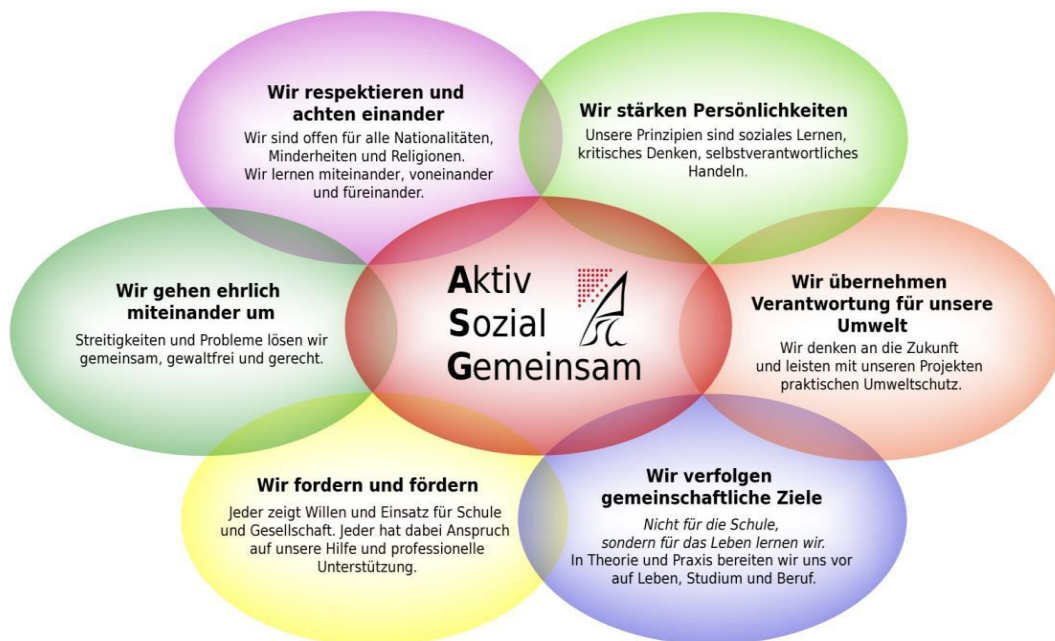 Wir respektieren und
achten einander
Wir sind offen für alle Nationalitäten,
Minderheiten und Religionen.
Wir lernen miteinander, voneinander
und füreinander.
Wir stärken Persönlichkeiten
Unsere Prinzipien sind soziales Lernen,
kritisches Denken, selbstverantwortliches
Handeln.
Wir gehen ehrlich
miteinander um
Streitigkeiten und Probleme lösen wir
gemeinsam, gewaltfrei und gerecht.
Aktiv
Sozial
Gemeinsam
Wir übernehmen
Verantwortung für unsere
Umwelt
Wir denken an die Zukunft
und leisten mit unseren Projekten
praktischen Umweltschutz.
Wir fordern und fördern
Jeder zeigt Willen und Einsatz für Schule
und Gesellschaft. Jeder hat dabei Anspruch
auf unsere Hilfe und professionelle
Unterstützung.
Wir verfolgen
gemeinschaftliche Ziele
Nicht für die Schule,
sondern für das Leben lernen wir.
In Theorie und Praxis bereiten wir uns vor
auf Leben, Studium und Beruf.